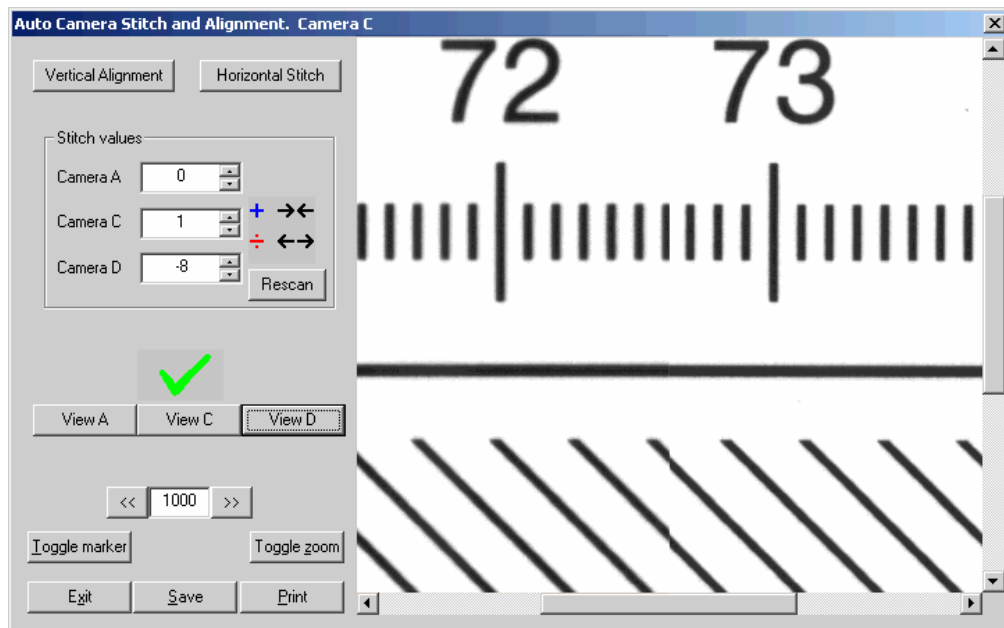 Auto Camera Stitch and Alignment. Camera C
Vertical Alignment Horizontal Stitch
Stitch values
Camera A 0
Camera C 1
+ →←
÷ ←→
Camera D -8
Rescan
View A View C View D
<< 1000 >>
Toggle marker Toggle zoom
Exit Save Print
72 73